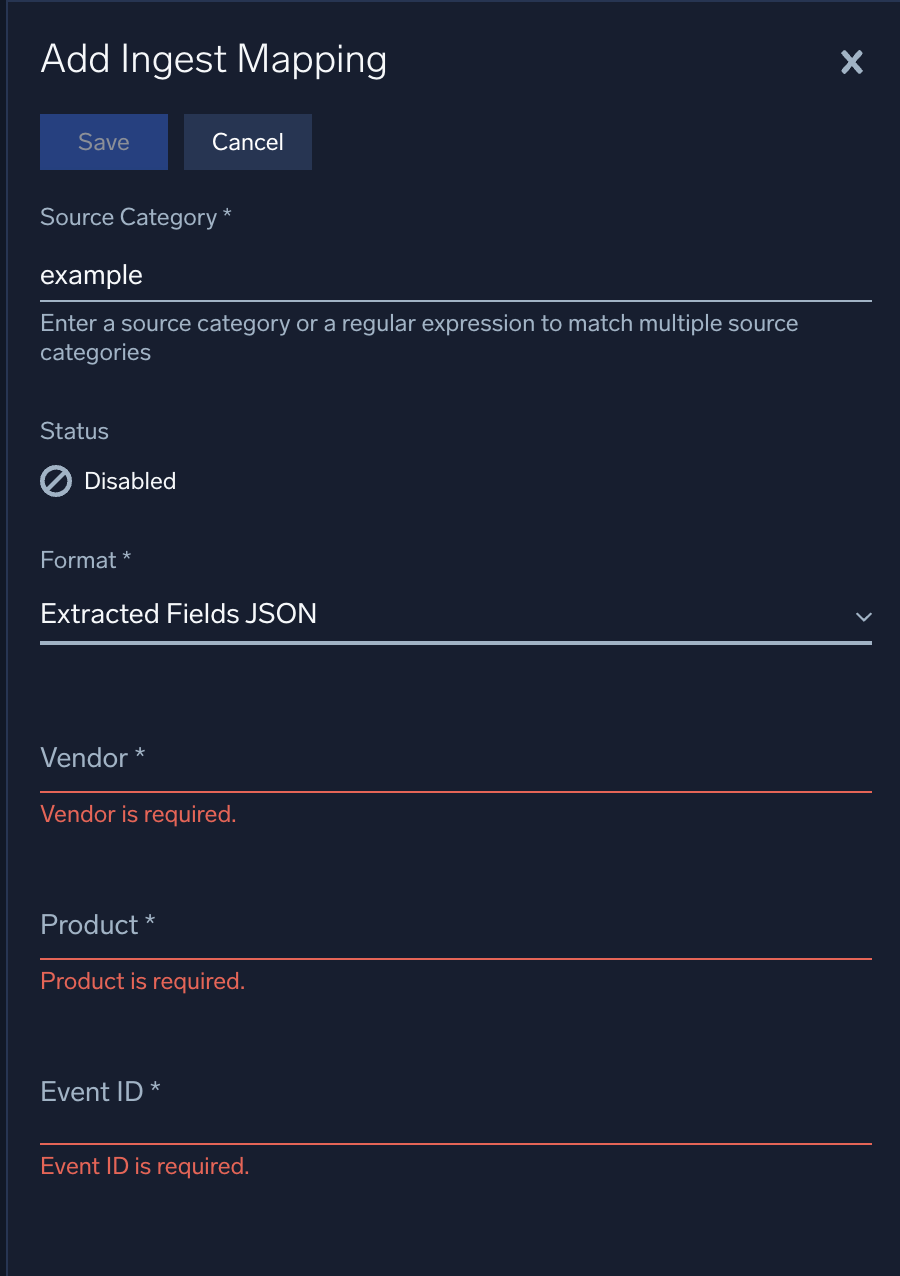 Add Ingest Mapping
Save
Cancel
Source Category *
example
Enter a source category or a regular expression to match multiple source
categories
Status
Disabled
Format *
Extracted Fields JSON
Vendor *
Vendor is required.
Product *
Product is required.
Event ID *
Event ID is required.